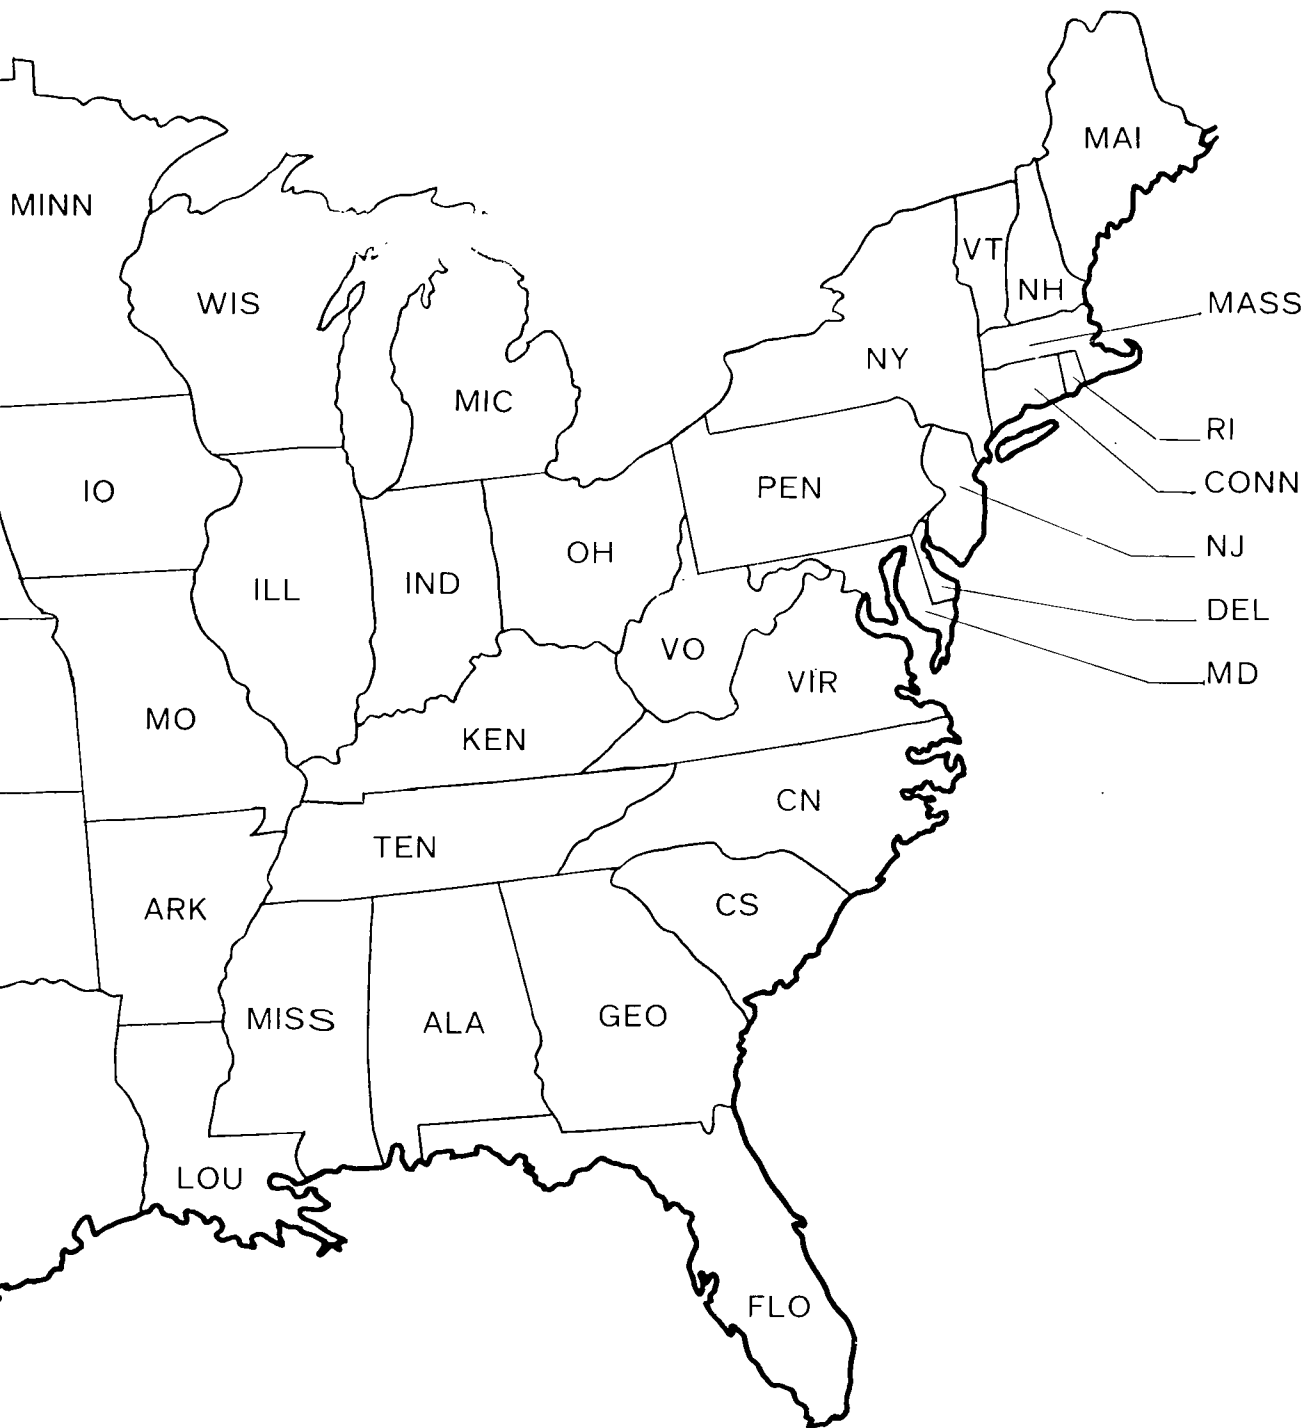 MAI
MINN
VT
NH
WIS
MASS
NY
MIC
RI
CONN
PEN
IO
NJ
OH
IND
ILL
DEL
VO
MD
VIR
MO
KEN
CN
TEN
CS
ARK
GEO
MISS
ALA
LOU
FLO